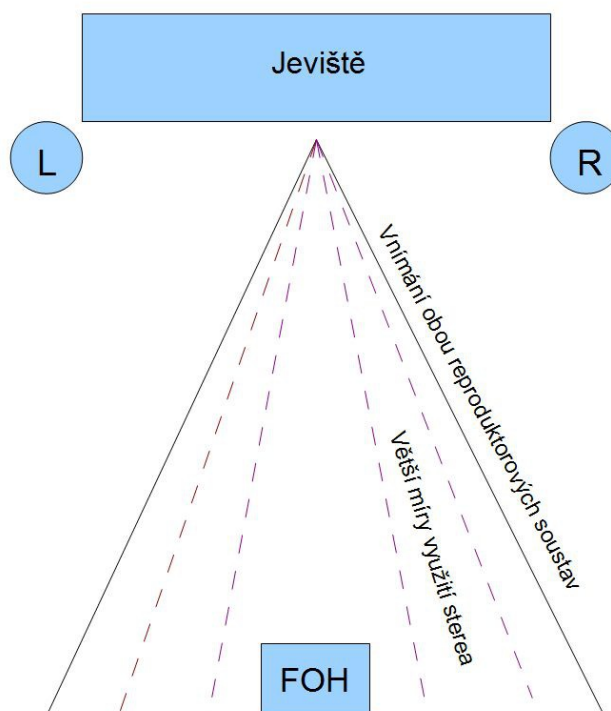 Jeviště
L
R
Vnímání obou reproduktorových soustav
Větší míry využití sterea
FOH